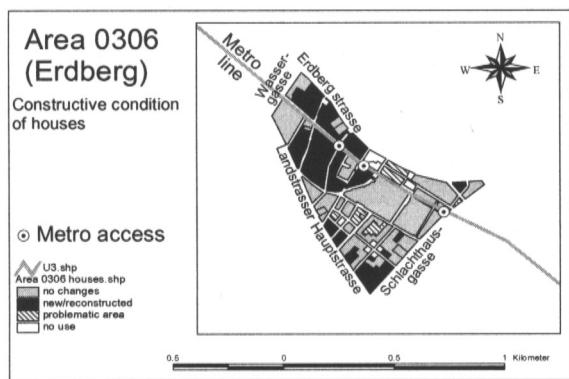 Area 0306
(Erdberg)
Constructive condition
of houses
Metro access
U3.shp
Area 0306 houses.shp
no changes
new/reconstructed
problematic area
no use
Metro
line
Wasser-
gasse
Erdberg strasse
Landstrasser Hauptstrasse
Schlachthaus-
gasse
N
W
E
S
0.5
0
0.5
1
Kilometer